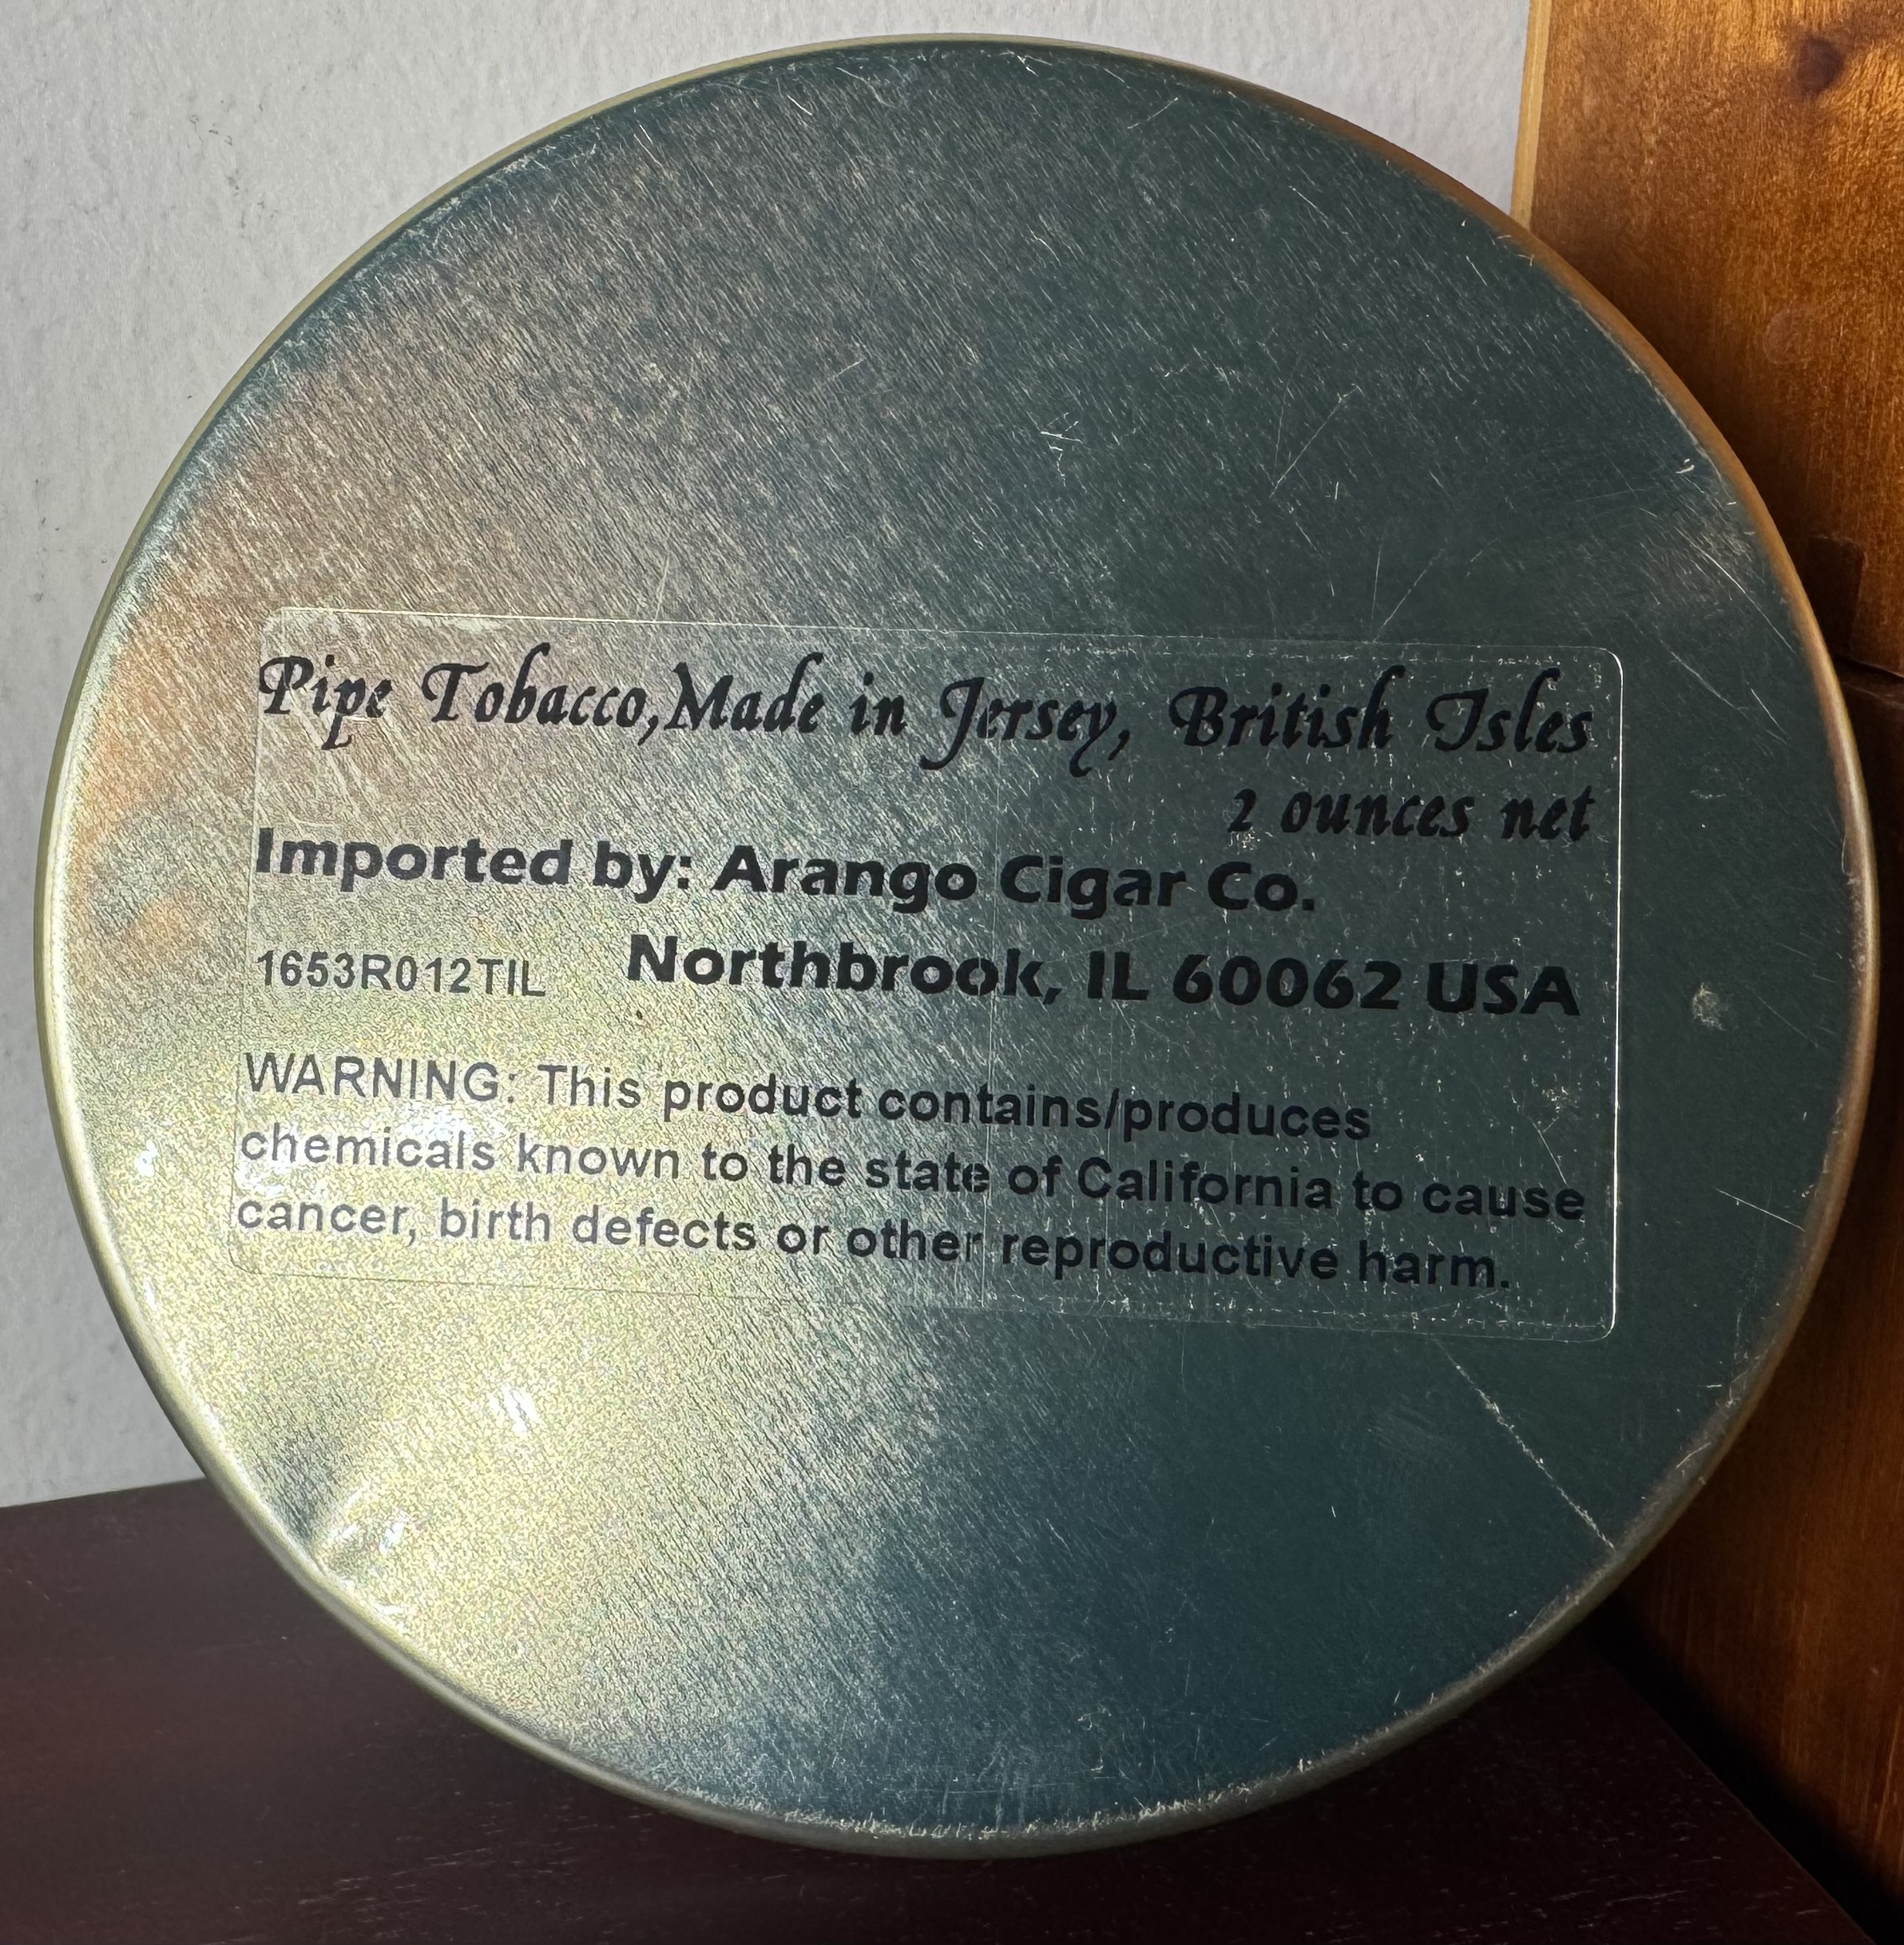 Pipe Tobacco,Made in Jersey, British Isles
2 ounces net
Imported by: Arango Cigar Co.
1653R012TIL Northbrook, IL 60062 USA
WARNING: This product contains/produces
chemicals known to the state of California to cause
cancer, birth defects or other reproductive harm.